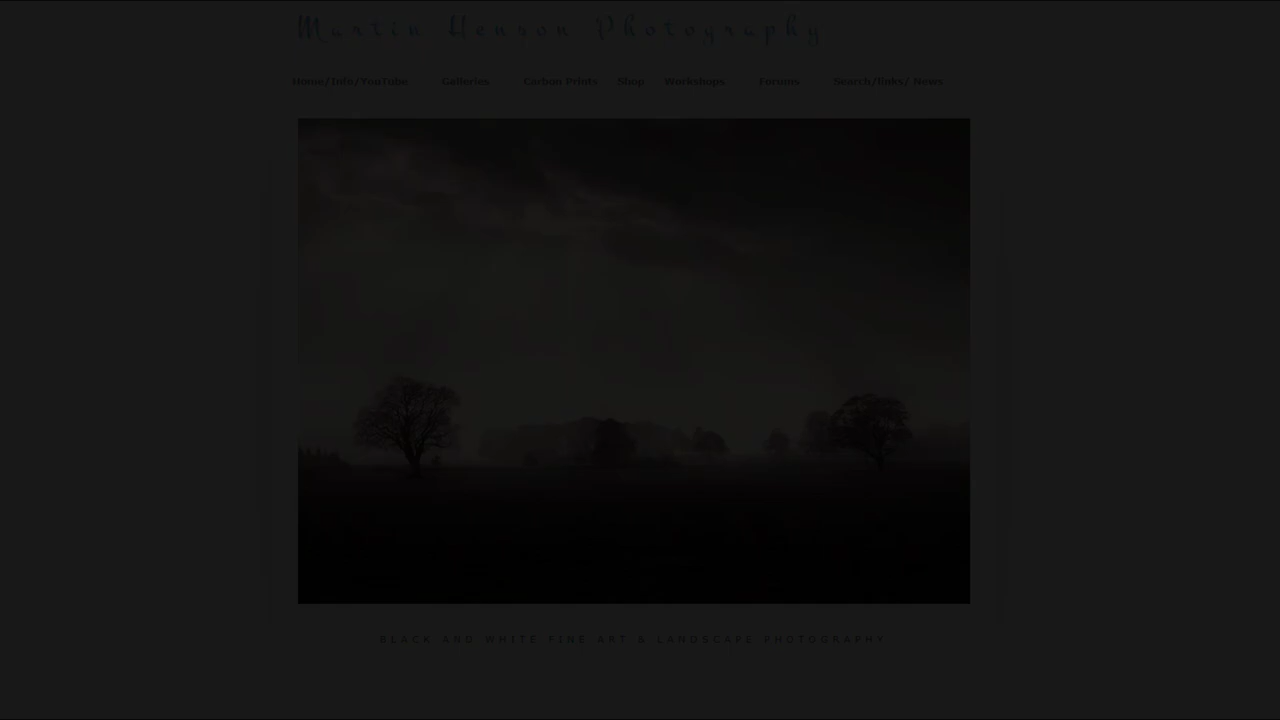 Martin Henson Photography
Home/Info/YouTube Galleries Carbon Prints Shop Workshops Forums Search/links/ News
BLACK AND WHITE FINE ART & LANDSCAPE PHOTOGRAPHY